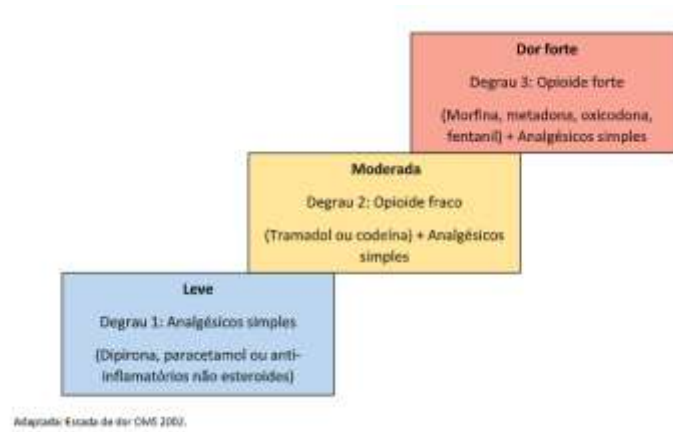 Dor forte
Degrau 3: Opioide forte
(Morfina, metadona, oxicodona,
fentanil) + Analgésicos simples
Moderada
Degrau 2: Opioide fraco
(Tramadol ou codeína) + Analgésicos
simples
Leve
Degrau 1: Analgésicos simples
(Dipirona, paracetamol ou anti-
inflamatórios não esteroides)
Adaptada: Escada de dor OMS 2002.